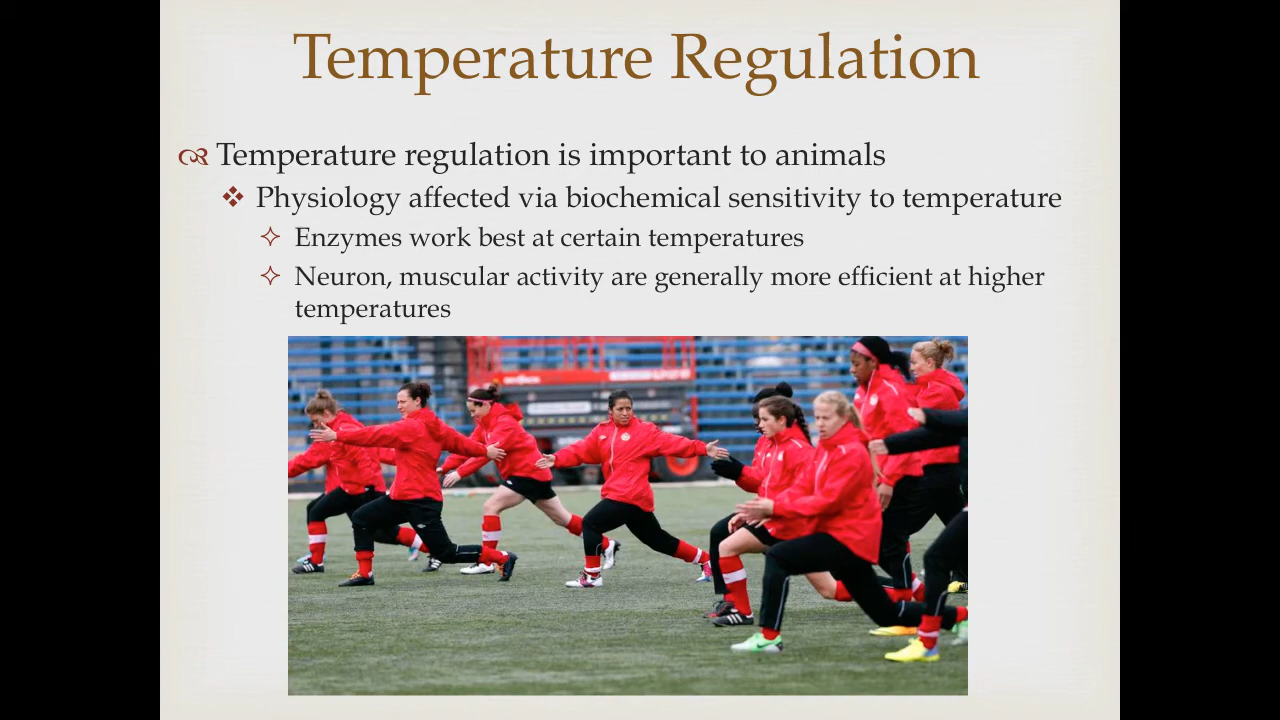 Temperature Regulation
Temperature regulation is important to animals
Physiology affected via biochemical sensitivity to temperature
Enzymes work best at certain temperatures
Neuron, muscular activity are generally more efficient at higher
temperatures